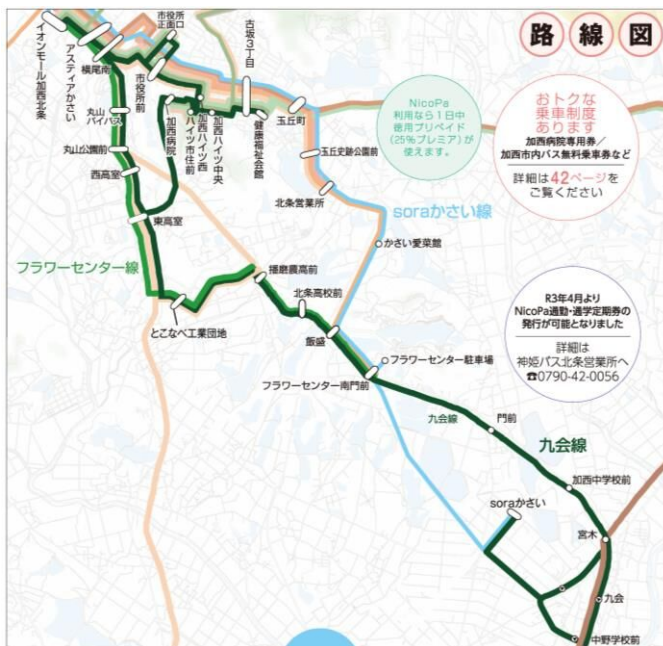 路線図
イオンモール加西北条
アスティアかさい
横尾南
市役所
正面口
市役所前
古坂3丁目
丸山
バイパス
丸山公園前
西高室
東高室
加西病院
ハイツ市住前
加西ハイツ西
加西ハイツ中央
健康福祉会館
玉丘町
玉丘史跡公園前
北条営業所
soraかさい線
かさい愛菜館
NicoPa
利用なら1日中
徳用プリペイド
(25%プレミア)が
使えます。
おトクな
乗車制度
あります
加西病院専用券/
加西市内バス無料乗車券など
詳細は42ページを
ご覧ください
フラワーセンター線
とこなべ工業団地
播磨農高前
北条高校前
飯盛
フラワーセンター駐車場
フラワーセンター南門前
R3年4月より
NicoPa通勤・通学定期券の
発行が可能となりました
詳細は
神姫バス北条営業所へ
☎0790-42-0056
九会線
門前
九会線
加西中学校前
soraかさい
宮木
九会
中野学校前